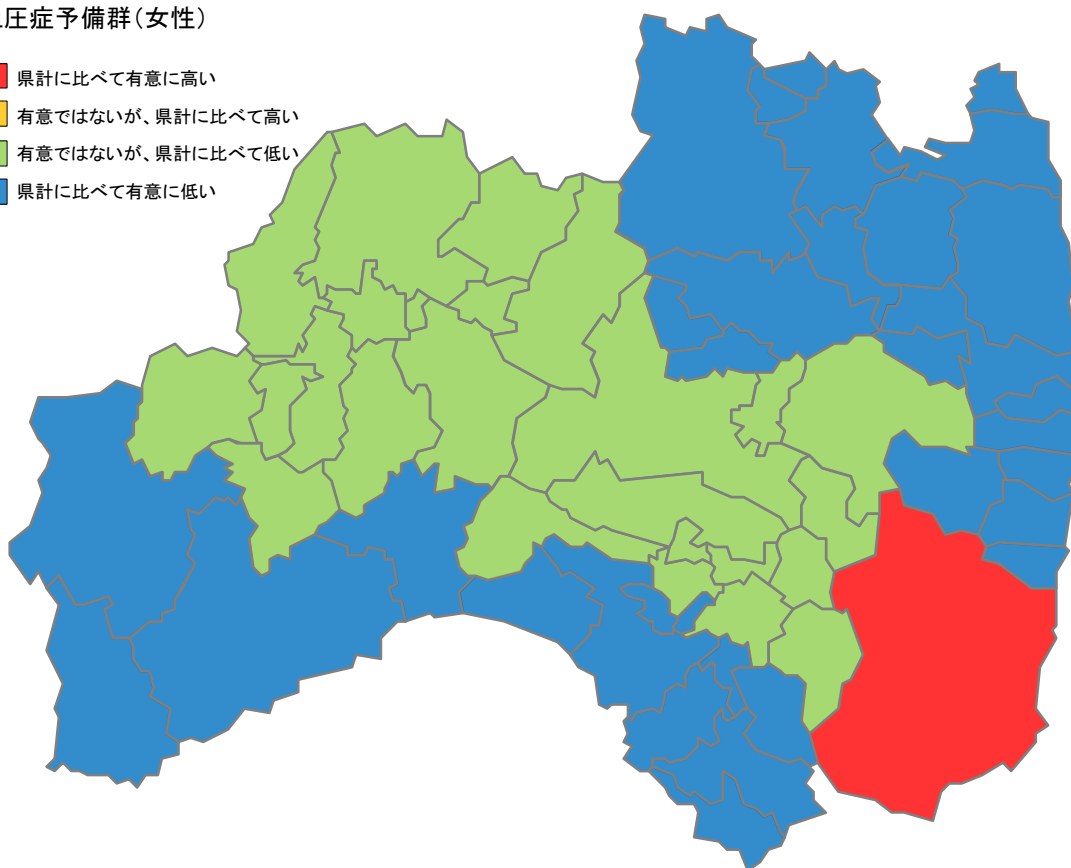 圧症予備群（女性）
県計に比べて有意に高い
有意ではないが、県計に比べて高い
有意ではないが、県計に比べて低い
県計に比べて有意に低い